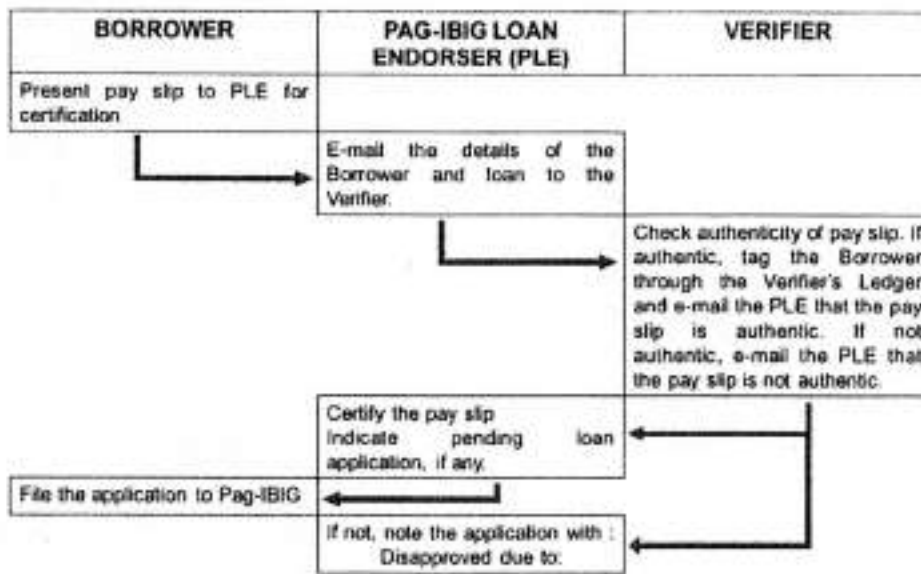 BORROWER
PAG-IBIG LOAN
ENDORSER (PLE)
VERIFIER
Present pay slip to PLE for
certification
E-mail the details of the
Borrower and loan to the
Verifier.
Check authenticity of pay slip. If
authentic, tag the Borrower
through the Verifier's Ledger
and e-mail the PLE that the pay
slip is authentic. If not
authentic, e-mail the PLE that
the pay slip is not authentic.
Certify the pay slip
Indicate pending loan
application, if any.
File the application to Pag-IBIG
If not, note the application with :
Disapproved due to: